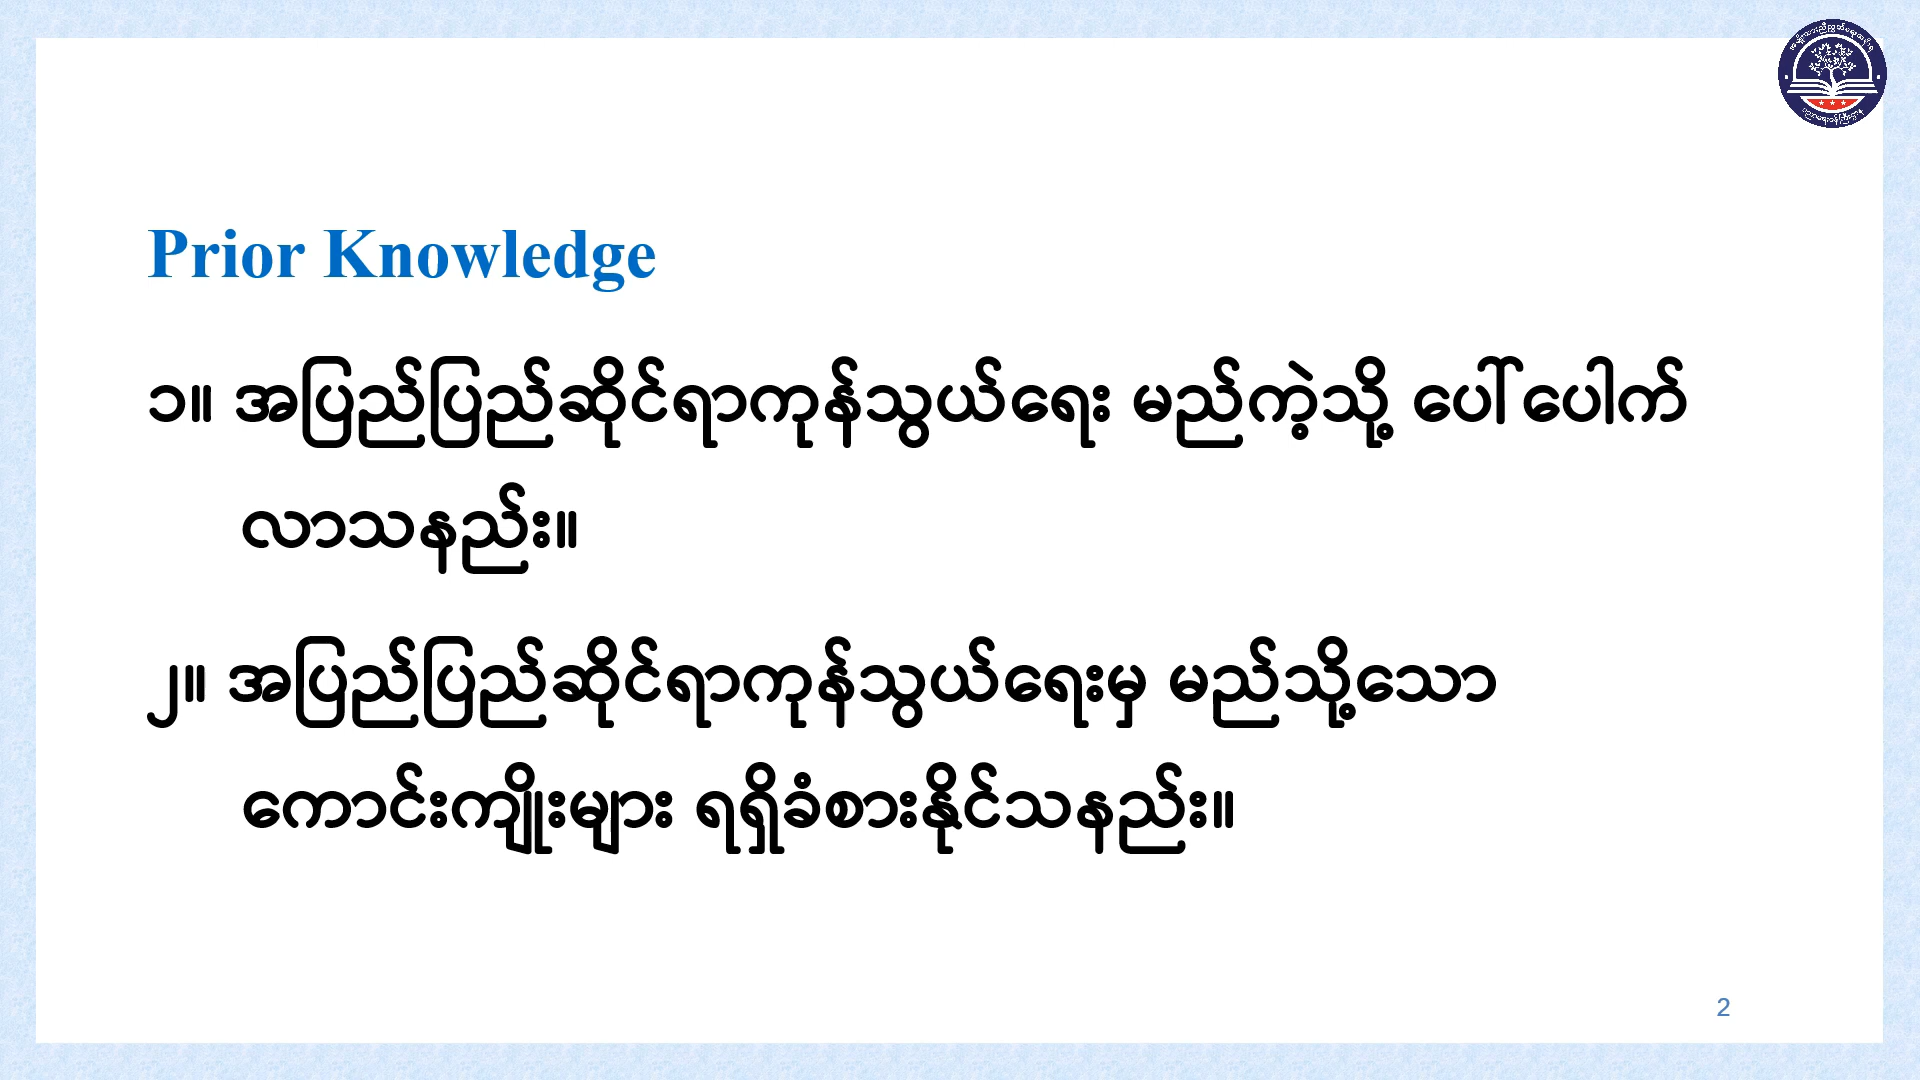 Prior Knowledge
၁။ အပြည်ပြည်ဆိုင်ရာကုန်သွယ်ရေး မည်ကဲ့သို့ ပေါ်ပေါက်
လာသနည်း။
၂။ အပြည်ပြည်ဆိုင်ရာကုန်သွယ်ရေးမှ မည်သို့သော
ကောင်းကျိုးများ ရရှိခံစားနိုင်သနည်း။
2